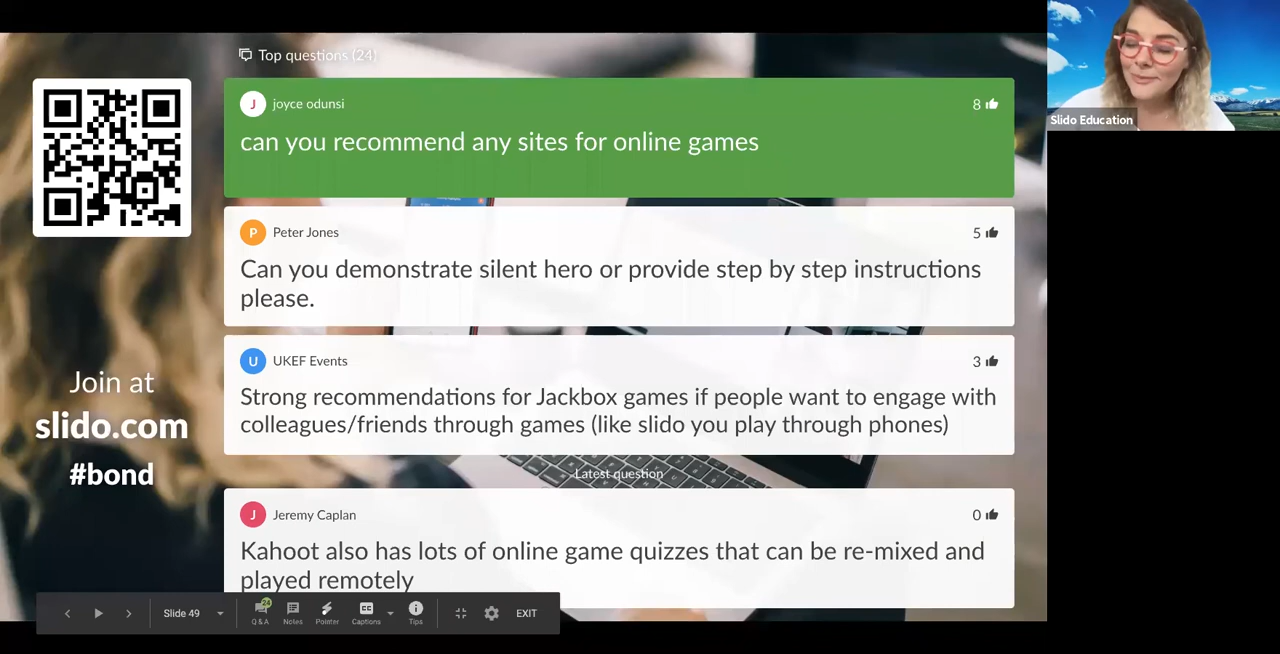 Top questions (24)
J joyce odunsi 8
can you recommend any sites for online games
P Peter Jones 5
Can you demonstrate silent hero or provide step by step instructions
please.
U UKEF Events 3
Strong recommendations for Jackbox games if people want to engage with
colleagues/friends through games (like slido you play through phones)
Latest question
J Jeremy Caplan 0
Kahoot also has lots of online game quizzes that can be re-mixed and
played remotely
Join at
slido.com
#bond
Slido Education
Slide 49
24
Q & A Notes Pointer CC Captions Tips EXIT